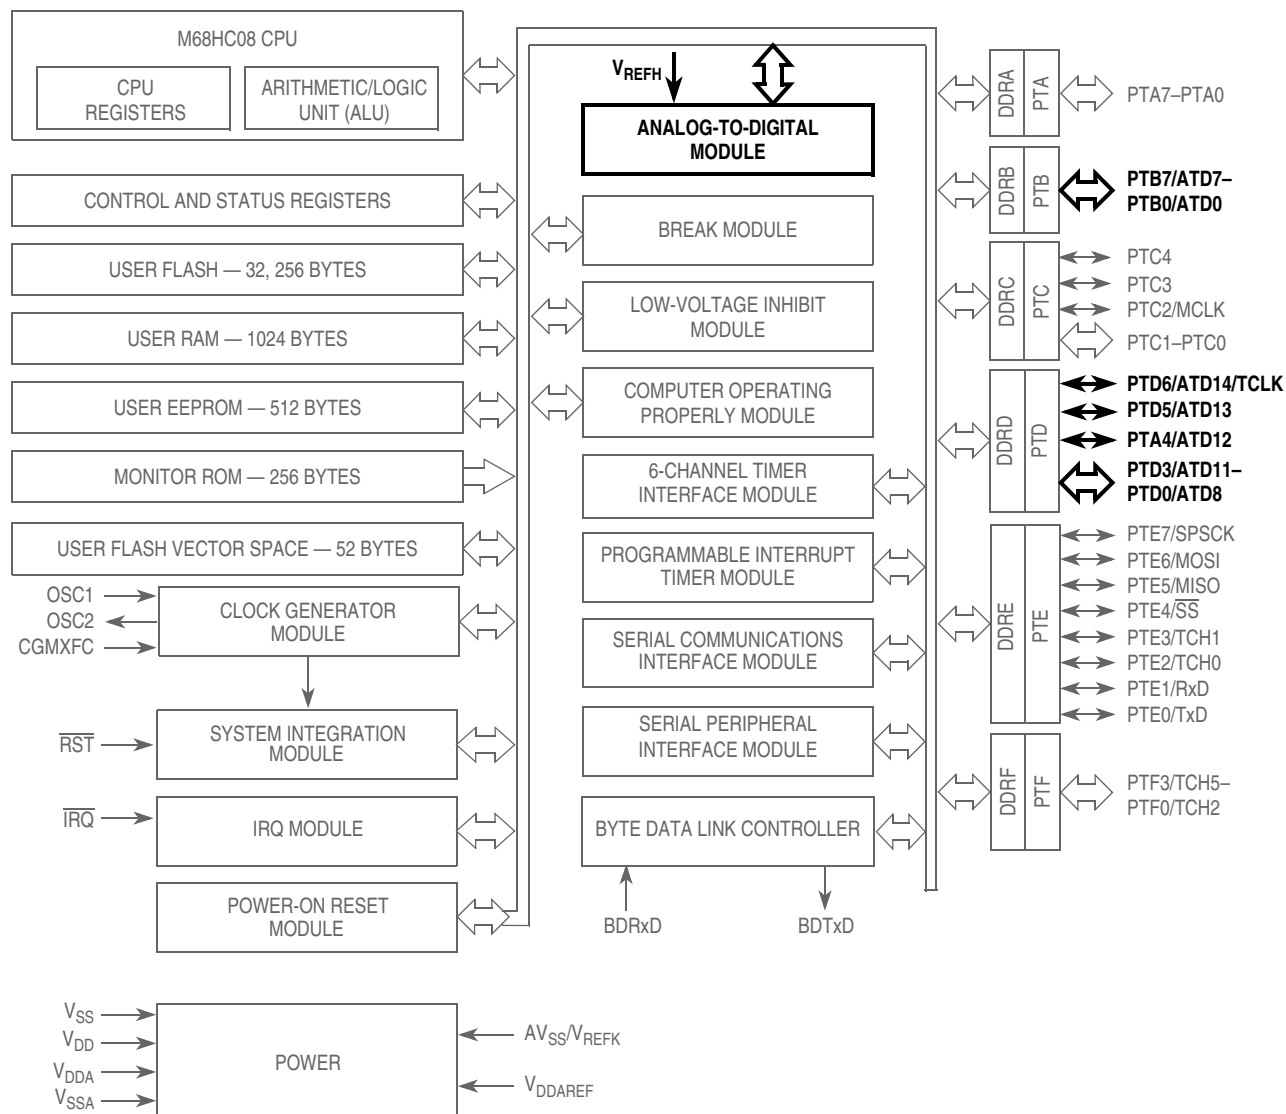 M68HC08 CPU
CPU
REGISTERS
ARITHMETIC/LOGIC
UNIT (ALU)
CONTROL AND STATUS REGISTERS
USER FLASH — 32, 256 BYTES
USER RAM — 1024 BYTES
USER EEPROM — 512 BYTES
MONITOR ROM — 256 BYTES
USER FLASH VECTOR SPACE — 52 BYTES
OSC1
OSC2
CGMXFC
CLOCK GENERATOR
MODULE
RST
SYSTEM INTEGRATION
MODULE
IRQ
IRQ MODULE
POWER-ON RESET
MODULE
VSS
VDD
VDDA
VSSA
POWER
AVSS/VREFK
VDDAREF
VREFH
ANALOG-TO-DIGITAL
MODULE
BREAK MODULE
LOW-VOLTAGE INHIBIT
MODULE
COMPUTER OPERATING
PROPERLY MODULE
6-CHANNEL TIMER
INTERFACE MODULE
PROGRAMMABLE INTERRUPT
TIMER MODULE
SERIAL COMMUNICATIONS
INTERFACE MODULE
SERIAL PERIPHERAL
INTERFACE MODULE
BYTE DATA LINK CONTROLLER
BDRxD
BDTxD
DDRA
PTA
PTA7–PTA0
DDRB
PTB
PTB7/ATD7–
PTB0/ATD0
DDRC
PTC
PTC4
PTC3
PTC2/MCLK
PTC1–PTC0
DDRD
PTD
PTD6/ATD14/TCLK
PTD5/ATD13
PTA4/ATD12
PTD3/ATD11–
PTD0/ATD8
DDRE
PTE
PTE7/SPSCK
PTE6/MOSI
PTE5/MISO
PTE4/SS
PTE3/TCH1
PTE2/TCH0
PTE1/RxD
PTE0/TxD
DDRF
PTF
PTF3/TCH5–
PTF0/TCH2